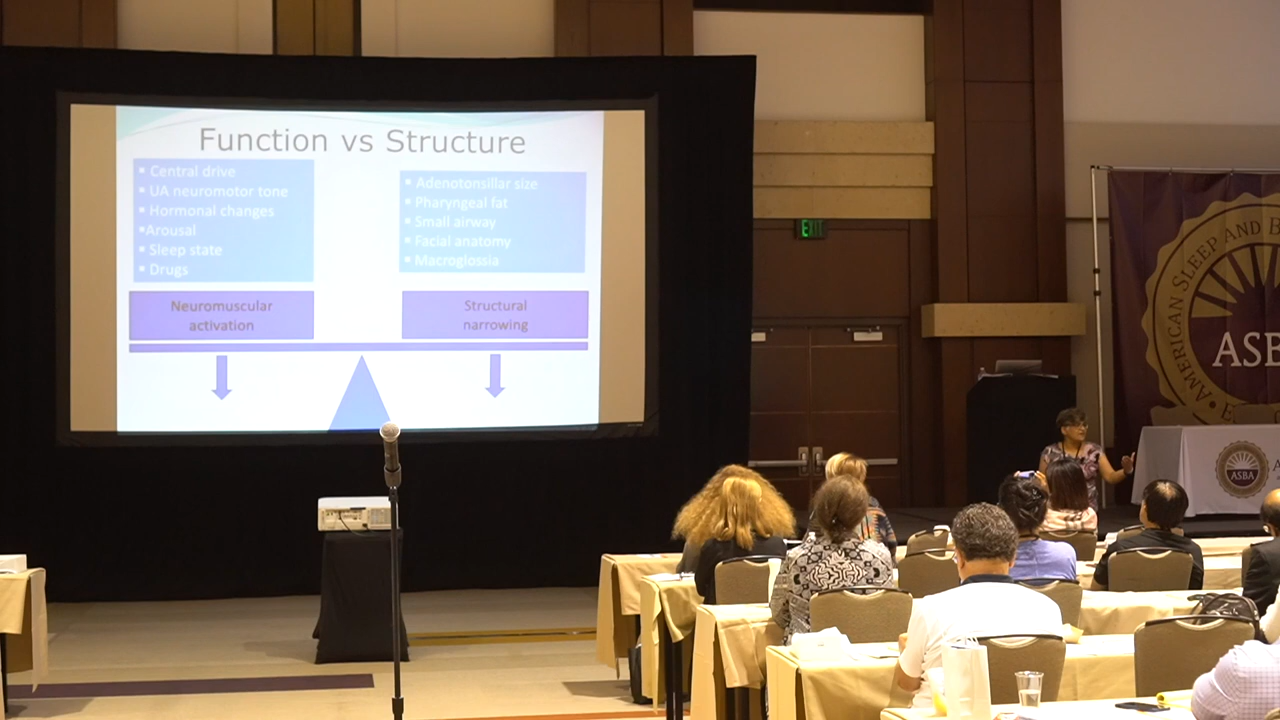 Function vs Structure
▪ Central drive
▪ UA neuromotor tone
▪ Hormonal changes
▪Arousal
▪ Sleep state
▪ Drugs
▪ Adenotonsillar size
▪ Pharyngeal fat
▪ Small airway
▪ Facial anatomy
▪ Macroglossia
Neuromuscular
activation
Structural
narrowing
EXIT
AMERICAN SLEEP AND B
ASB
ASBA